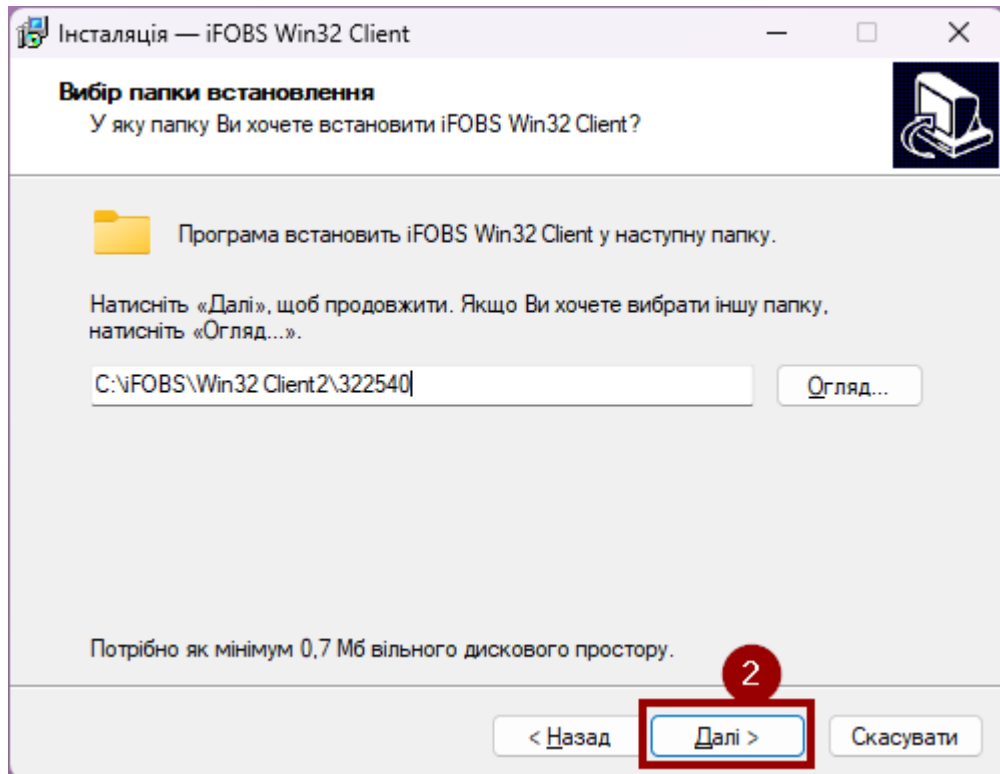 Інсталяція — iFOBS Win32 Client
Вибір папки встановлення
У яку папку Ви хочете встановити iFOBS Win32 Client?
Програма встановить iFOBS Win32 Client у наступну папку.
Натисніть «Далі», щоб продовжити. Якщо Ви хочете вибрати іншу папку,
натисніть «Огляд...».
C:\iFOBS\Win32 Client2\322540
Огляд...
Потрібно як мінімум 0,7 Мб вільного дискового простору.
2
< Назад
Далі >
Скасувати